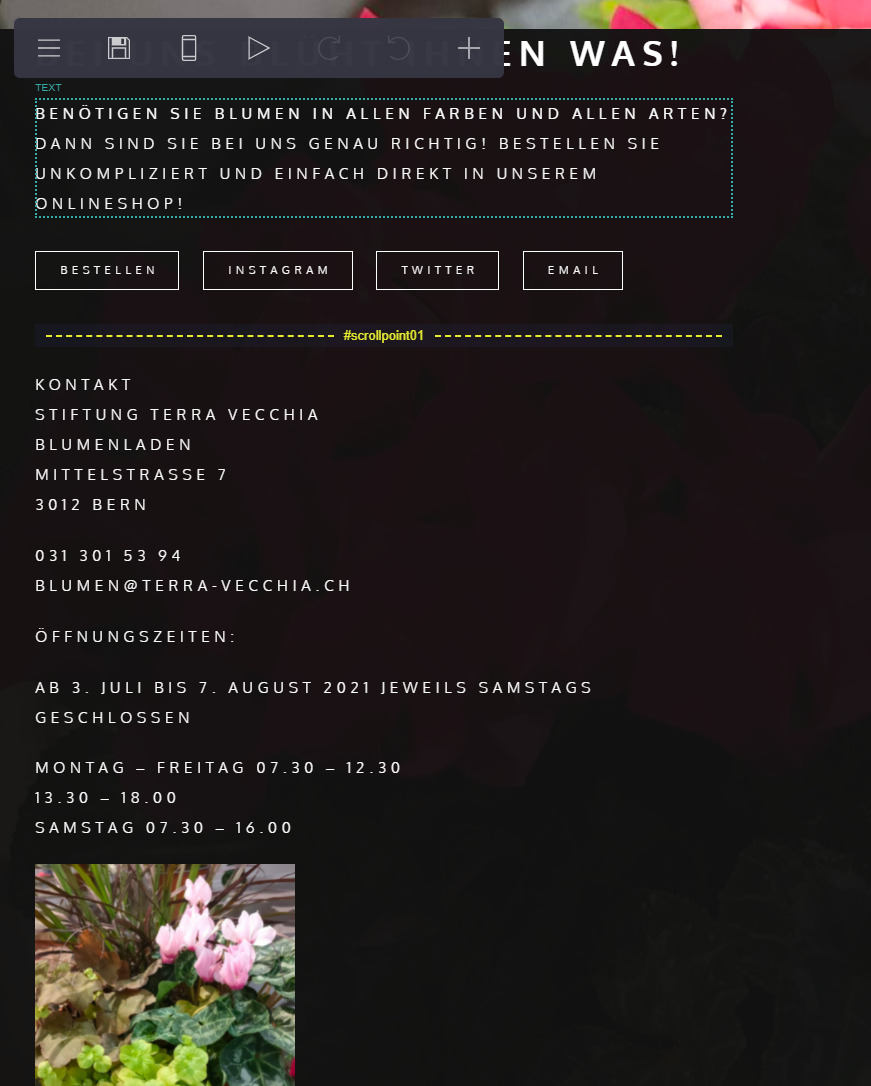 BLÜHT IHNEN WAS!
TEXT
BENÖTIGEN SIE BLUMEN IN ALLEN FARBEN UND ALLEN ARTEN?
DANN SIND SIE BEI UNS GENAU RICHTIG! BESTELLEN SIE
UNKOMPLIZIERT UND EINFACH DIREKT IN UNSEREM
ONLINESHOP!
BESTELLEN INSTAGRAM TWITTER EMAIL
#scrollpoint01
KONTAKT
STIFTUNG TERRA VECCHIA
BLUMENLADEN
MITTELSTRASSE 7
3012 BERN
031 301 53 94
BLUMEN@TERRA-VECCHIA.CH
ÖFFNUNGSZEITEN:
AB 3. JULI BIS 7. AUGUST 2021 JEWEILS SAMSTAGS
GESCHLOSSEN
MONTAG – FREITAG 07.30 – 12.30
13.30 – 18.00
SAMSTAG 07.30 – 16.00